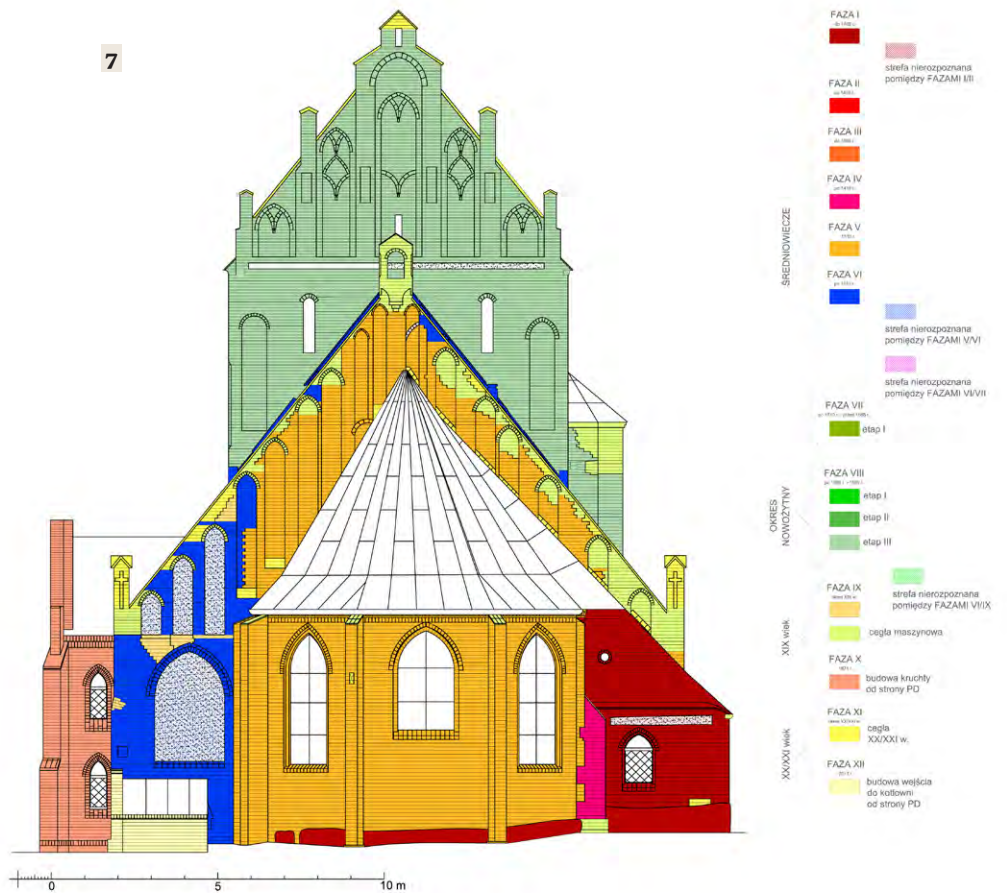 7
FAZA I
strefa nierozpoznana
pomiędzy FAZAMI I/II
FAZA II
FAZA III
FAZA IV
FAZA V
FAZA VI
ŚREDNIOWIECZE
strefa nierozpoznana
pomiędzy FAZAMI V/VI
strefa nierozpoznana
pomiędzy FAZAMI VI/VII
FAZA VII
etap I
FAZA VIII
etap I
etap II
etap III
OKRES
NOWOŻYTNY
strefa nierozpoznana
pomiędzy FAZAMI VI/IX
FAZA IX
cegła maszynowa
XIX wiek
FAZA X
budowa kruchty
od strony PD
FAZA XI
cegła
XX/XXI w.
XX/XXI wiek
FAZA XII
budowa wejścia
do kotłowni
od strony PD
0 5 10 m